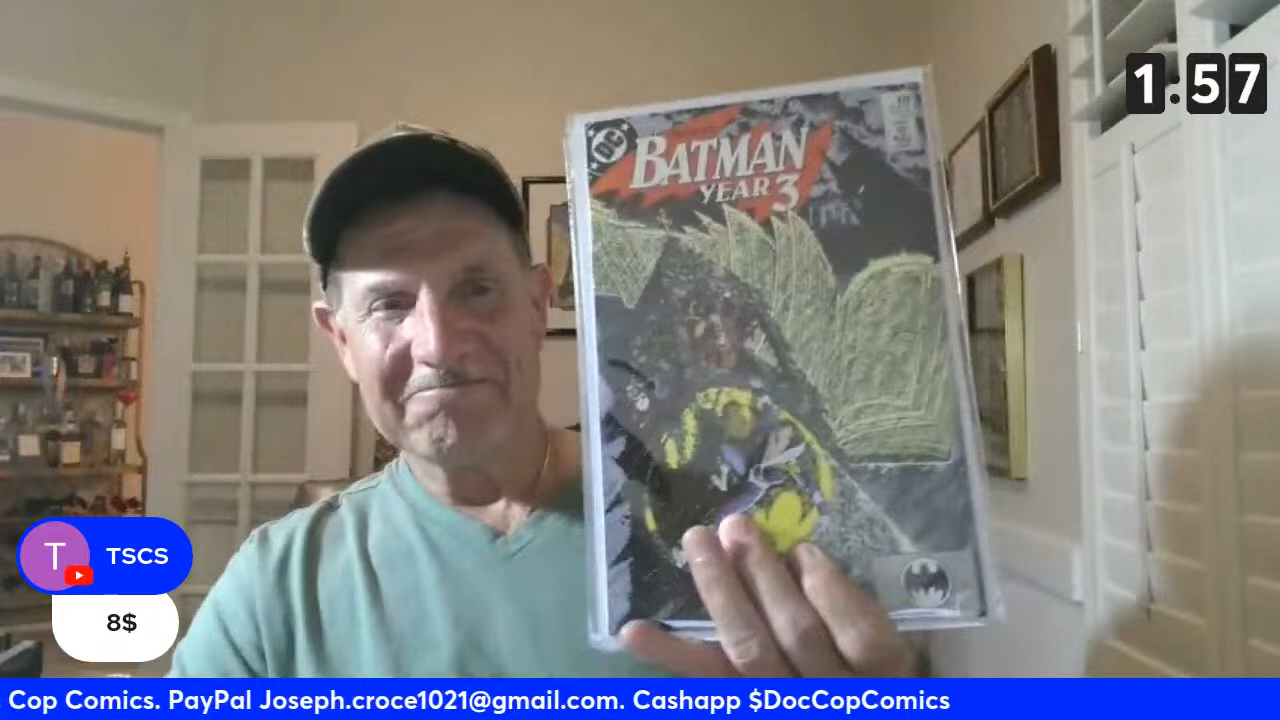 1:57
DC
BATMAN
YEAR 3
T
TSCS
8$
Cop Comics. PayPal Joseph.croce1021@gmail.com. Cashapp $DocCopComics